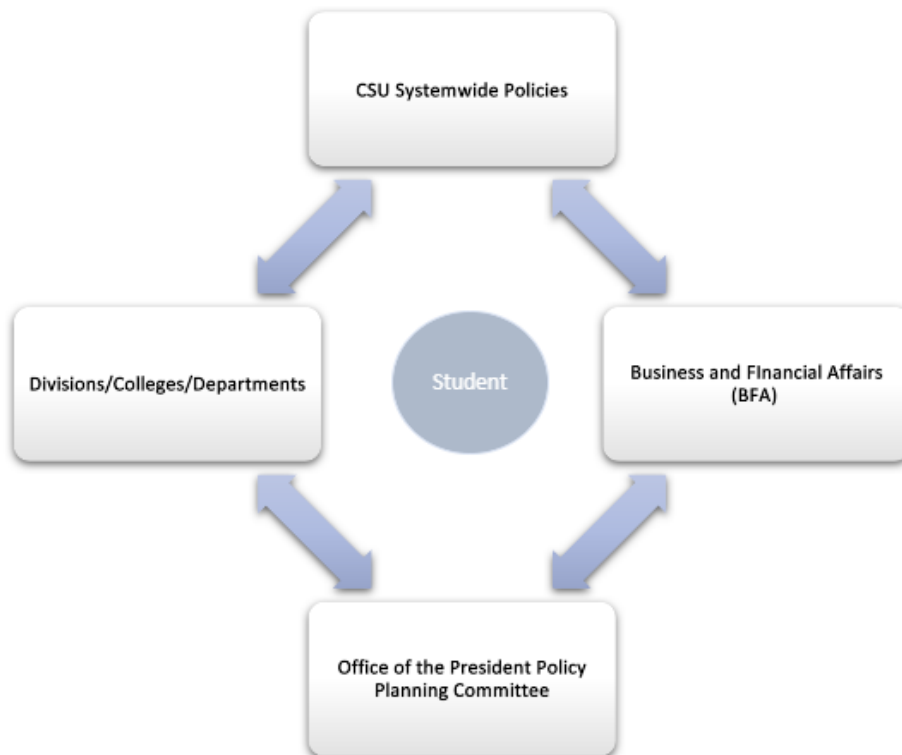 CSU Systemwide Policies
Divisions/Colleges/Departments
Student
Business and FInancial Affairs
(BFA)
Office of the President Policy
Planning Committee